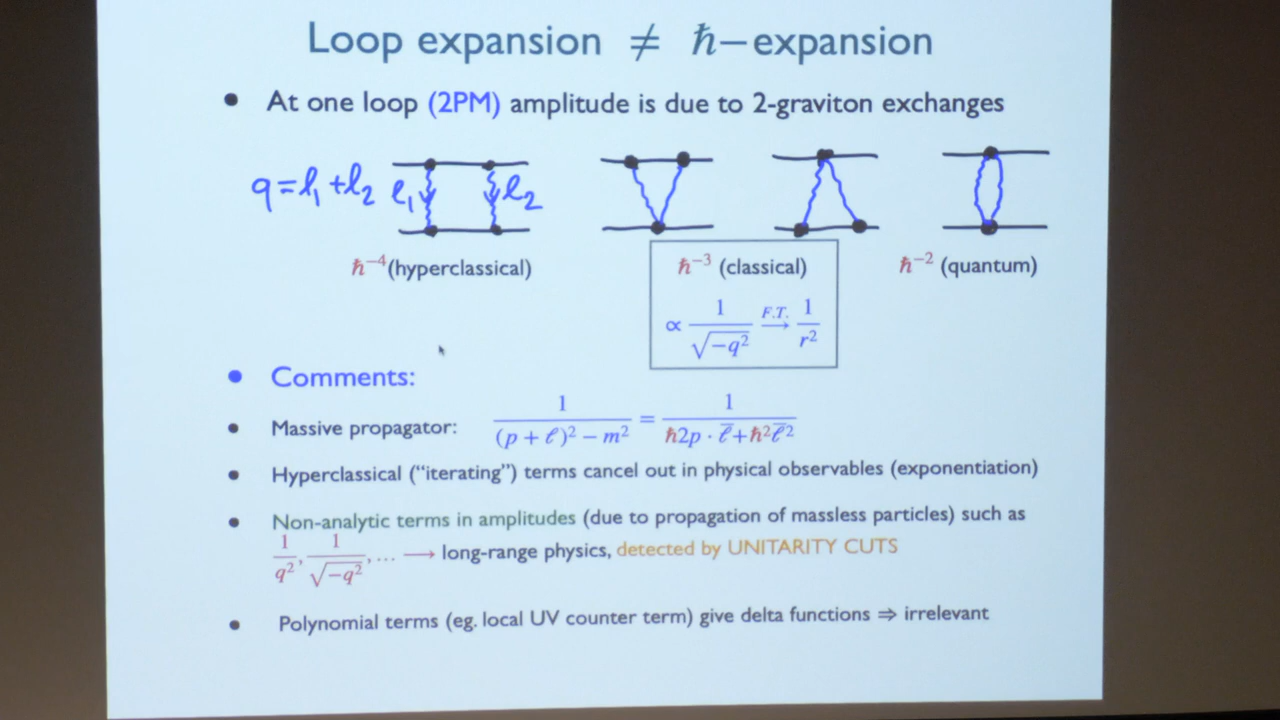 Loop expansion ≠ ℏ−expansion
• At one loop (2PM) amplitude is due to 2-graviton exchanges
q=ℓ₁+ℓ₂ ℓ₁ ℓ₂
ℏ⁻⁴ (hyperclassical) ℏ⁻³ (classical) ℏ⁻² (quantum)
∝ 1/√(−q²) F.T.⟶ 1/r²
• Comments:
• Massive propagator: 1/((p + ℓ)² − m²) = 1/(ℏ2p · ℓ̅+ℏ²ℓ̅²)
• Hyperclassical (“iterating”) terms cancel out in physical observables (exponentiation)
• Non-analytic terms in amplitudes (due to propagation of massless particles) such as
1/q², 1/√(−q²), … ⟶ long-range physics, detected by UNITARITY CUTS
• Polynomial terms (eg. local UV counter term) give delta functions ⇒ irrelevant